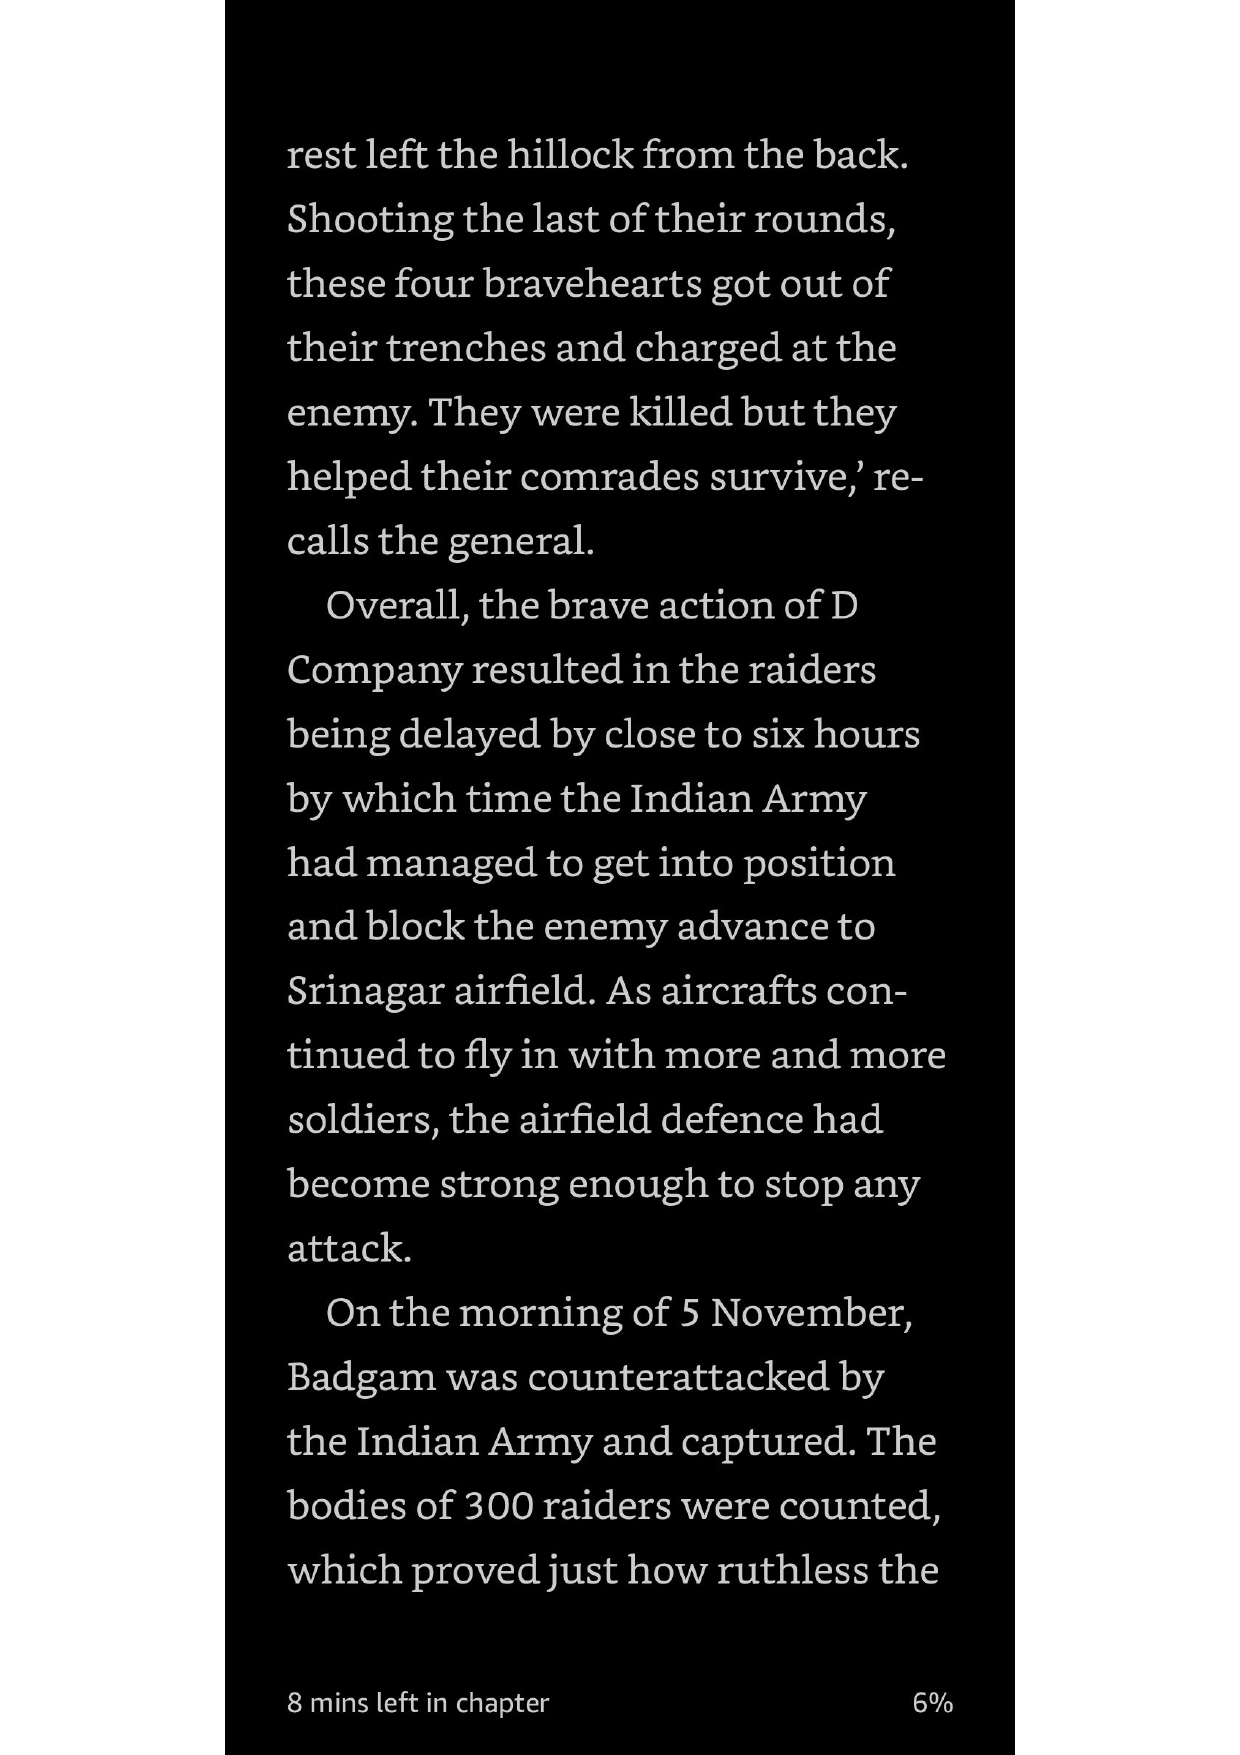 rest left the hillock from the back.
Shooting the last of their rounds,
these four bravehearts got out of
their trenches and charged at the
enemy. They were killed but they
helped their comrades survive,’ re-
calls the general.
Overall, the brave action of D
Company resulted in the raiders
being delayed by close to six hours
by which time the Indian Army
had managed to get into position
and block the enemy advance to
Srinagar airfield. As aircrafts con-
tinued to fly in with more and more
soldiers, the airfield defence had
become strong enough to stop any
attack.
On the morning of 5 November,
Badgam was counterattacked by
the Indian Army and captured. The
bodies of 300 raiders were counted,
which proved just how ruthless the
8 mins left in chapter 6%